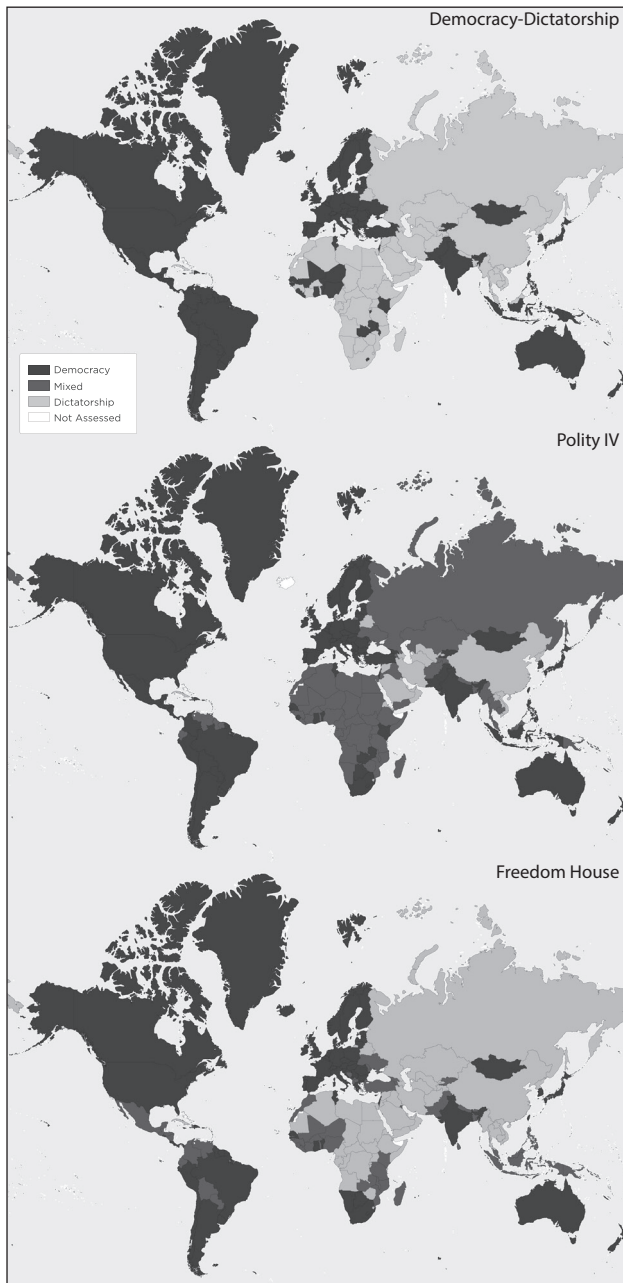 Democracy-Dictatorship
Democracy
Mixed
Dictatorship
Not Assessed
Polity IV
Freedom House